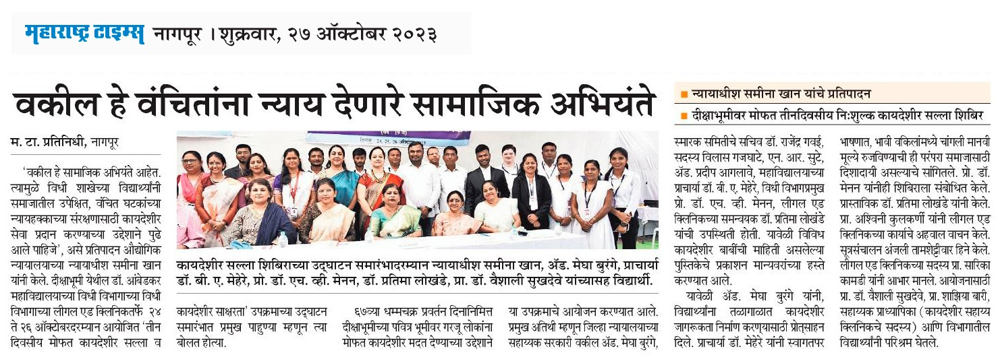 महाराष्ट्र टाइम्स नागपूर । शुक्रवार, २७ ऑक्टोबर २०२३
वकील हे वंचितांना न्याय देणारे सामाजिक अभियंते
■ न्यायाधीश समीना खान यांचे प्रतिपादन
■ दीक्षाभूमीवर मोफत तीनदिवसीय निःशुल्क कायदेशीर सल्ला शिबिर
म. टा. प्रतिनिधी, नागपूर
‘वकील हे सामाजिक अभियंते आहेत.
त्यामुळे विधी शाखेच्या विद्यार्थ्यांनी
समाजातील उपेक्षित, वंचित घटकांच्या
न्यायहक्काच्या संरक्षणासाठी कायदेशीर
सेवा प्रदान करण्याच्या उद्देशाने पुढे
आले पाहिजे’, असे प्रतिपादन औद्योगिक
न्यायालयाच्या न्यायाधीश समीना खान
यांनी केले. दीक्षाभूमी येथील डॉ. आंबेडकर
महाविद्यालयाच्या विधी विभागाच्या विधी
विभागाच्या लीगल एड क्लिनिकतर्फे २४
ते २६ ऑक्टोबरदरम्यान आयोजित ‘तीन
दिवसीय मोफत कायदेशीर सल्ला व
दिनांक: 24, 25, 26 ऑक्टोबर 2023
कायदेशीर सल्ला शिबिराच्या उद्घाटन समारंभादरम्यान न्यायाधीश समीना खान, ॲड. मेघा बुरंगे, प्राचार्या
डॉ. बी. ए. मेहेरे, प्रो. डॉ. एच. व्ही. मेनन, डॉ. प्रतिमा लोखंडे, प्रा. डॉ. वैशाली सुखदेवे यांच्यासह विद्यार्थी.
कायदेशीर साक्षरता’ उपक्रमाच्या उद्घाटन
समारंभात प्रमुख पाहुण्या म्हणून त्या
बोलत होत्या.
६७व्या धम्मचक्र प्रवर्तन दिनानिमित्त
दीक्षाभूमीच्या पवित्र भूमीवर गरजू लोकांना
मोफत कायदेशीर मदत देण्याच्या उद्देशाने
या उपक्रमाचे आयोजन करण्यात आले.
प्रमुख अतिथी म्हणून जिल्हा न्यायालयाच्या
सहाय्यक सरकारी वकील ॲड. मेघा बुरंगे,
स्मारक समितीचे सचिव डॉ. राजेंद्र गवई,
सदस्य विलास गजघाटे, एन. आर. सुटे,
ॲड. प्रदीप आगलावे, महाविद्यालयाच्या
प्राचार्या डॉ. बी. ए. मेहेरे, विधी विभागप्रमुख
प्रो. डॉ. एच. व्ही. मेनन, लीगल एड
क्लिनिकच्या समन्वयक डॉ. प्रतिमा लोखंडे
यांची उपस्थिती होती. यावेळी विविध
कायदेशीर बाबींची माहिती असलेल्या
पुस्तिकेचे प्रकाशन मान्यवरांच्या हस्ते
करण्यात आले.
यावेळी ॲड. मेघा बुरंगे यांनी,
विद्यार्थ्यांना तळागाळात कायदेशीर
जागरूकता निर्माण करण्यासाठी प्रोत्साहन
दिले. प्राचार्या डॉ. मेहेरे यांनी स्वागतपर
भाषणात, भावी वकिलांमध्ये चांगली मानवी
मूल्ये रुजविण्याची ही परंपरा समाजासाठी
दिशादायी असल्याचे सांगितले. प्रो. डॉ.
मेनन यांनीही शिबिराला संबोधित केले.
प्रास्ताविक डॉ. प्रतिमा लोखंडे यांनी केले.
प्रा. अश्विनी कुलकर्णी यांनी लीगल एड
क्लिनिकच्या कार्याचे अहवाल वाचन केले.
सूत्रसंचालन अंजली तामशेट्टीवार हिने केले.
लीगल एड क्लिनिकच्या सदस्य प्रा. सारिका
कामडी यांनी आभार मानले. आयोजनासाठी
प्रा. डॉ. वैशाली सुखदेवे, प्रा. शाझिया बारी,
सहाय्यक प्राध्यापिका (कायदेशीर सहाय्य
क्लिनिकचे सदस्य) आणि विभागातील
विद्यार्थ्यांनी परिश्रम घेतले.